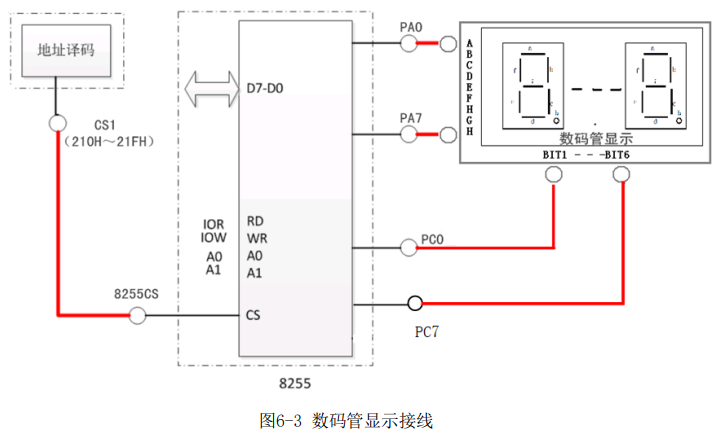 地址译码
CS1
(210H～21FH)
8255CS
D7-D0
IOR
IOW
A0
A1
RD
WR
A0
A1
CS
8255
PA0
PA7
PC0
PC7
A
B
C
D
E
F
H
G
H
数码管显示
BIT1 - - - -BIT6
图6-3 数码管显示接线